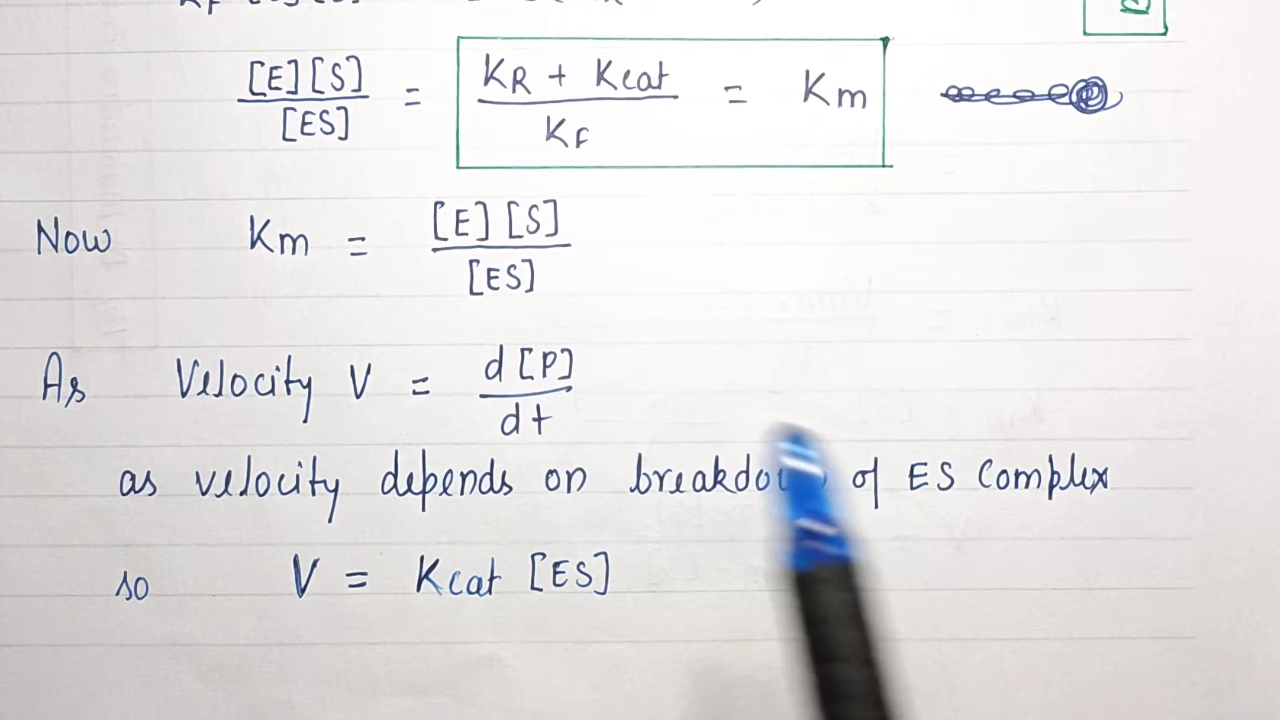 [E][S] / [ES] = KR + Kcat / KF = Km
Now Km = [E][S] / [ES]
As Velocity V = d[P] / dt
as velocity depends on of ES Complex
so V = Kcat [ES]